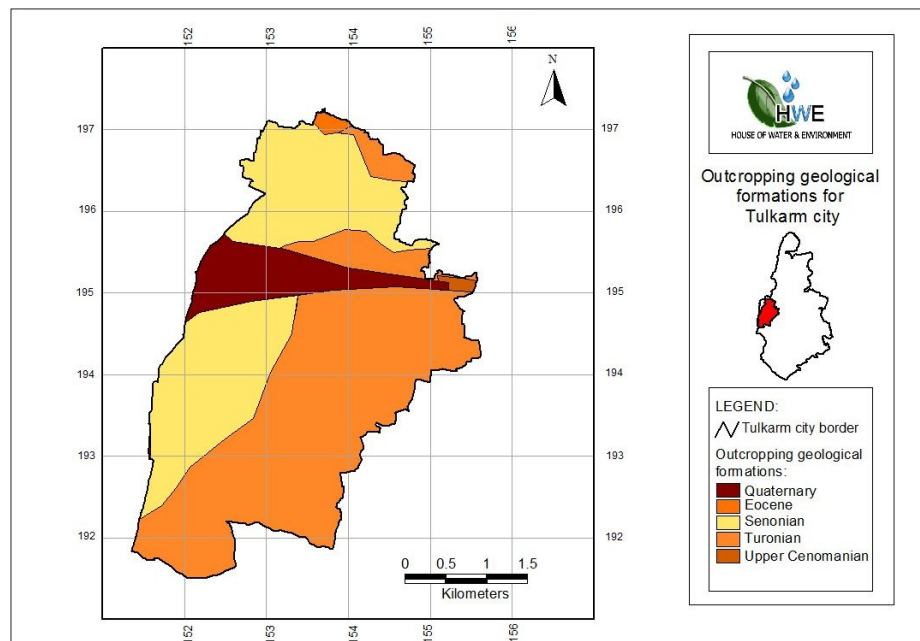 152
153
154
155
156
N
197
196
195
194
193
192
197
196
195
194
193
192
0 0.5 1 1.5
Kilometers
152
153
154
155
156
HWE
HOUSE OF WATER & ENVIRONMENT
Outcropping geological
formations for
Tulkarm city
LEGEND:
Tulkarm city border
Outcropping geological
formations:
Quaternary
Eocene
Senonian
Turonian
Upper Cenomanian